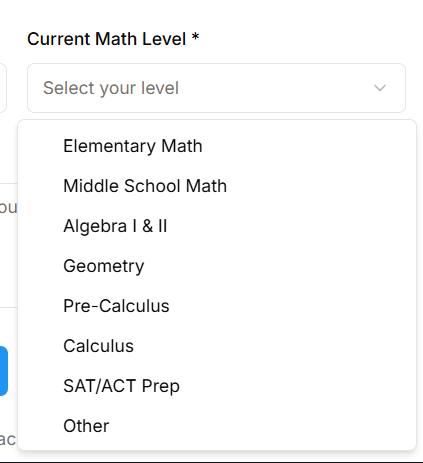 Current Math Level *
Select your level
Elementary Math
Middle School Math
Algebra I & II
Geometry
Pre-Calculus
Calculus
SAT/ACT Prep
Other
ou
ac